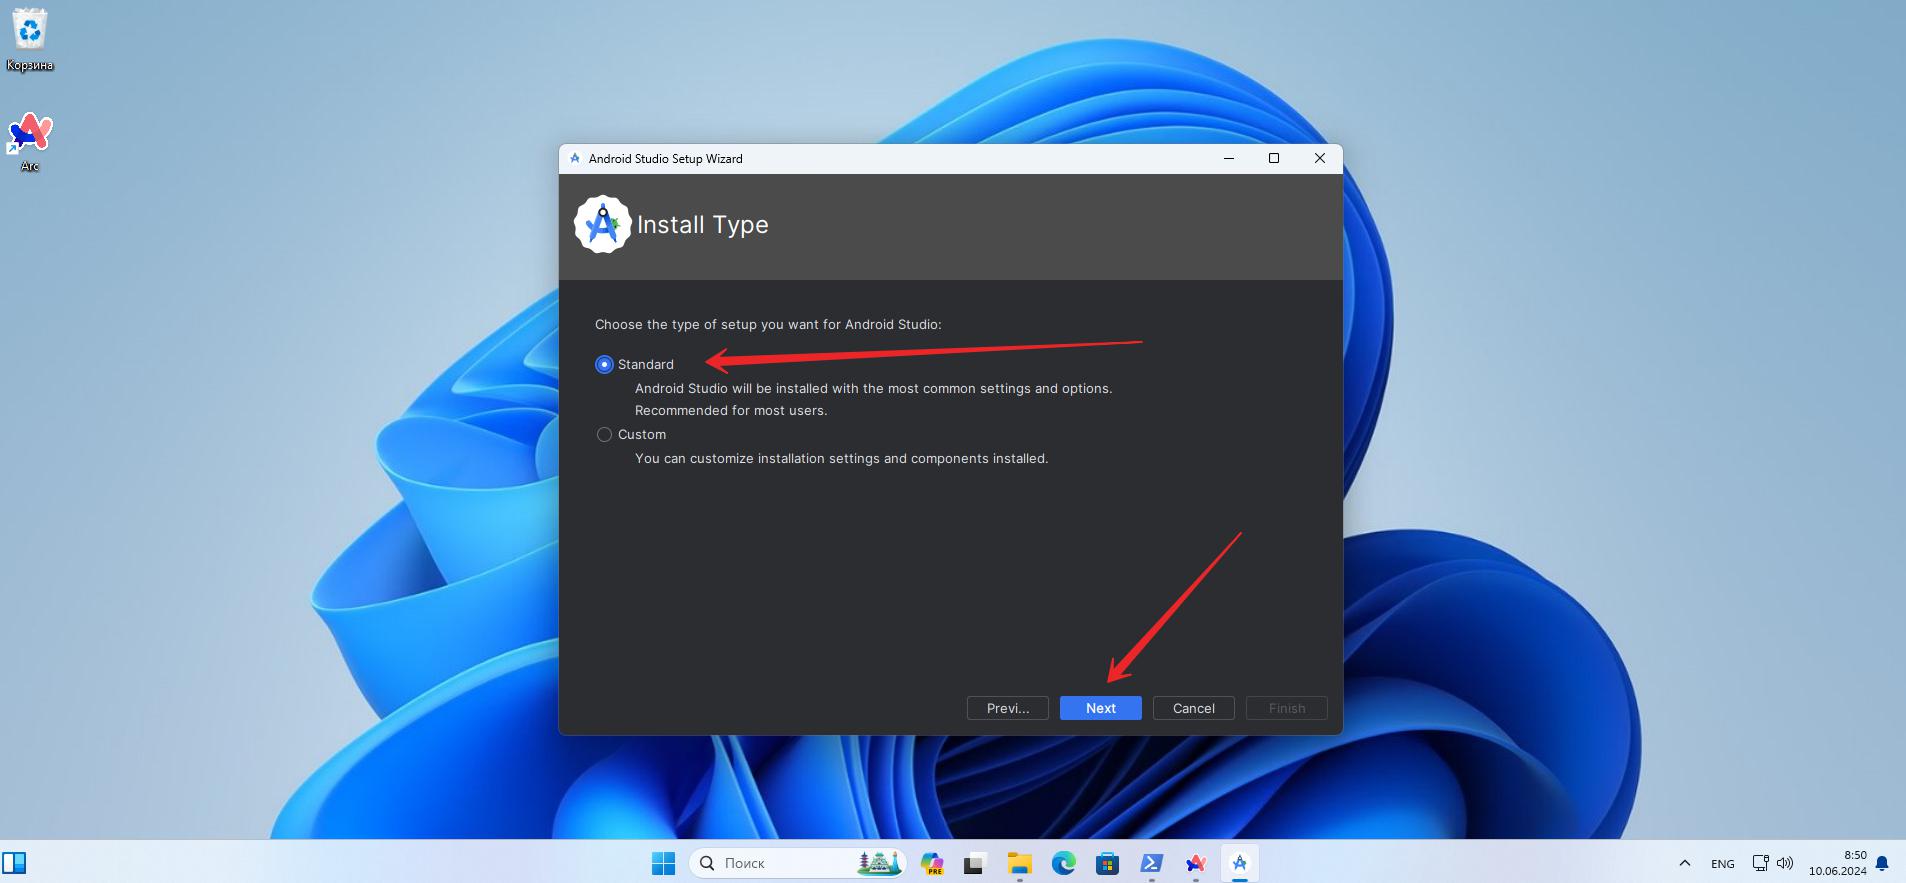 Корзина
Arc
Android Studio Setup Wizard
Install Type
Choose the type of setup you want for Android Studio:
Standard
Android Studio will be installed with the most common settings and options.
Recommended for most users.
Custom
You can customize installation settings and components installed.
Previ...
Next
Cancel
Finish
Поиск
PRE
ENG
8:50
10.06.2024